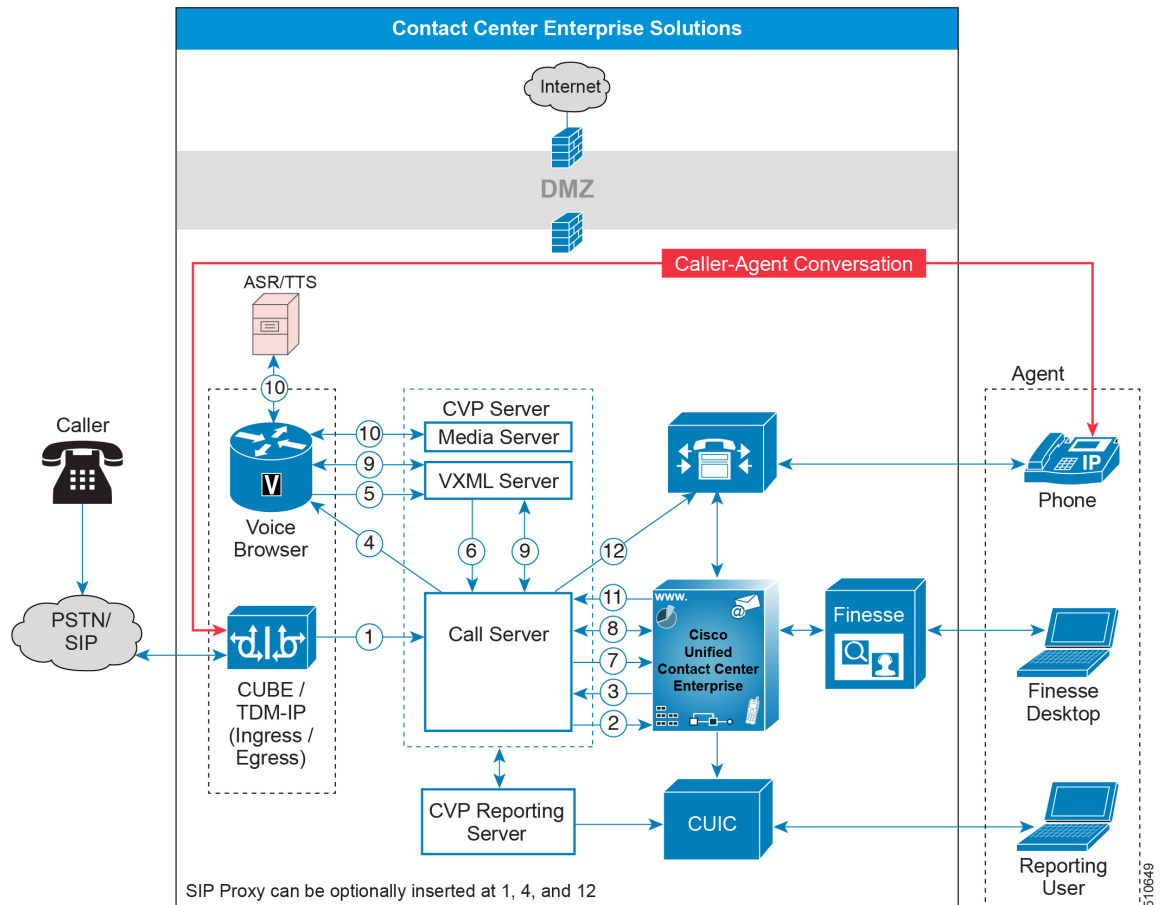 Contact Center Enterprise Solutions
Internet
DMZ
Caller-Agent Conversation
ASR/TTS
10
Agent
Caller
CVP Server
10
Media Server
9
VXML Server
5
V
Voice
Browser
4
6
9
12
IP
Phone
PSTN/
SIP
1
Call Server
11
8
7
3
2
www.
@
Cisco
Unified
Contact Center
Enterprise
Finesse
Finesse
Desktop
CUBE /
TDM-IP
(Ingress /
Egress)
CVP Reporting
Server
CUIC
Reporting
User
SIP Proxy can be optionally inserted at 1, 4, and 12